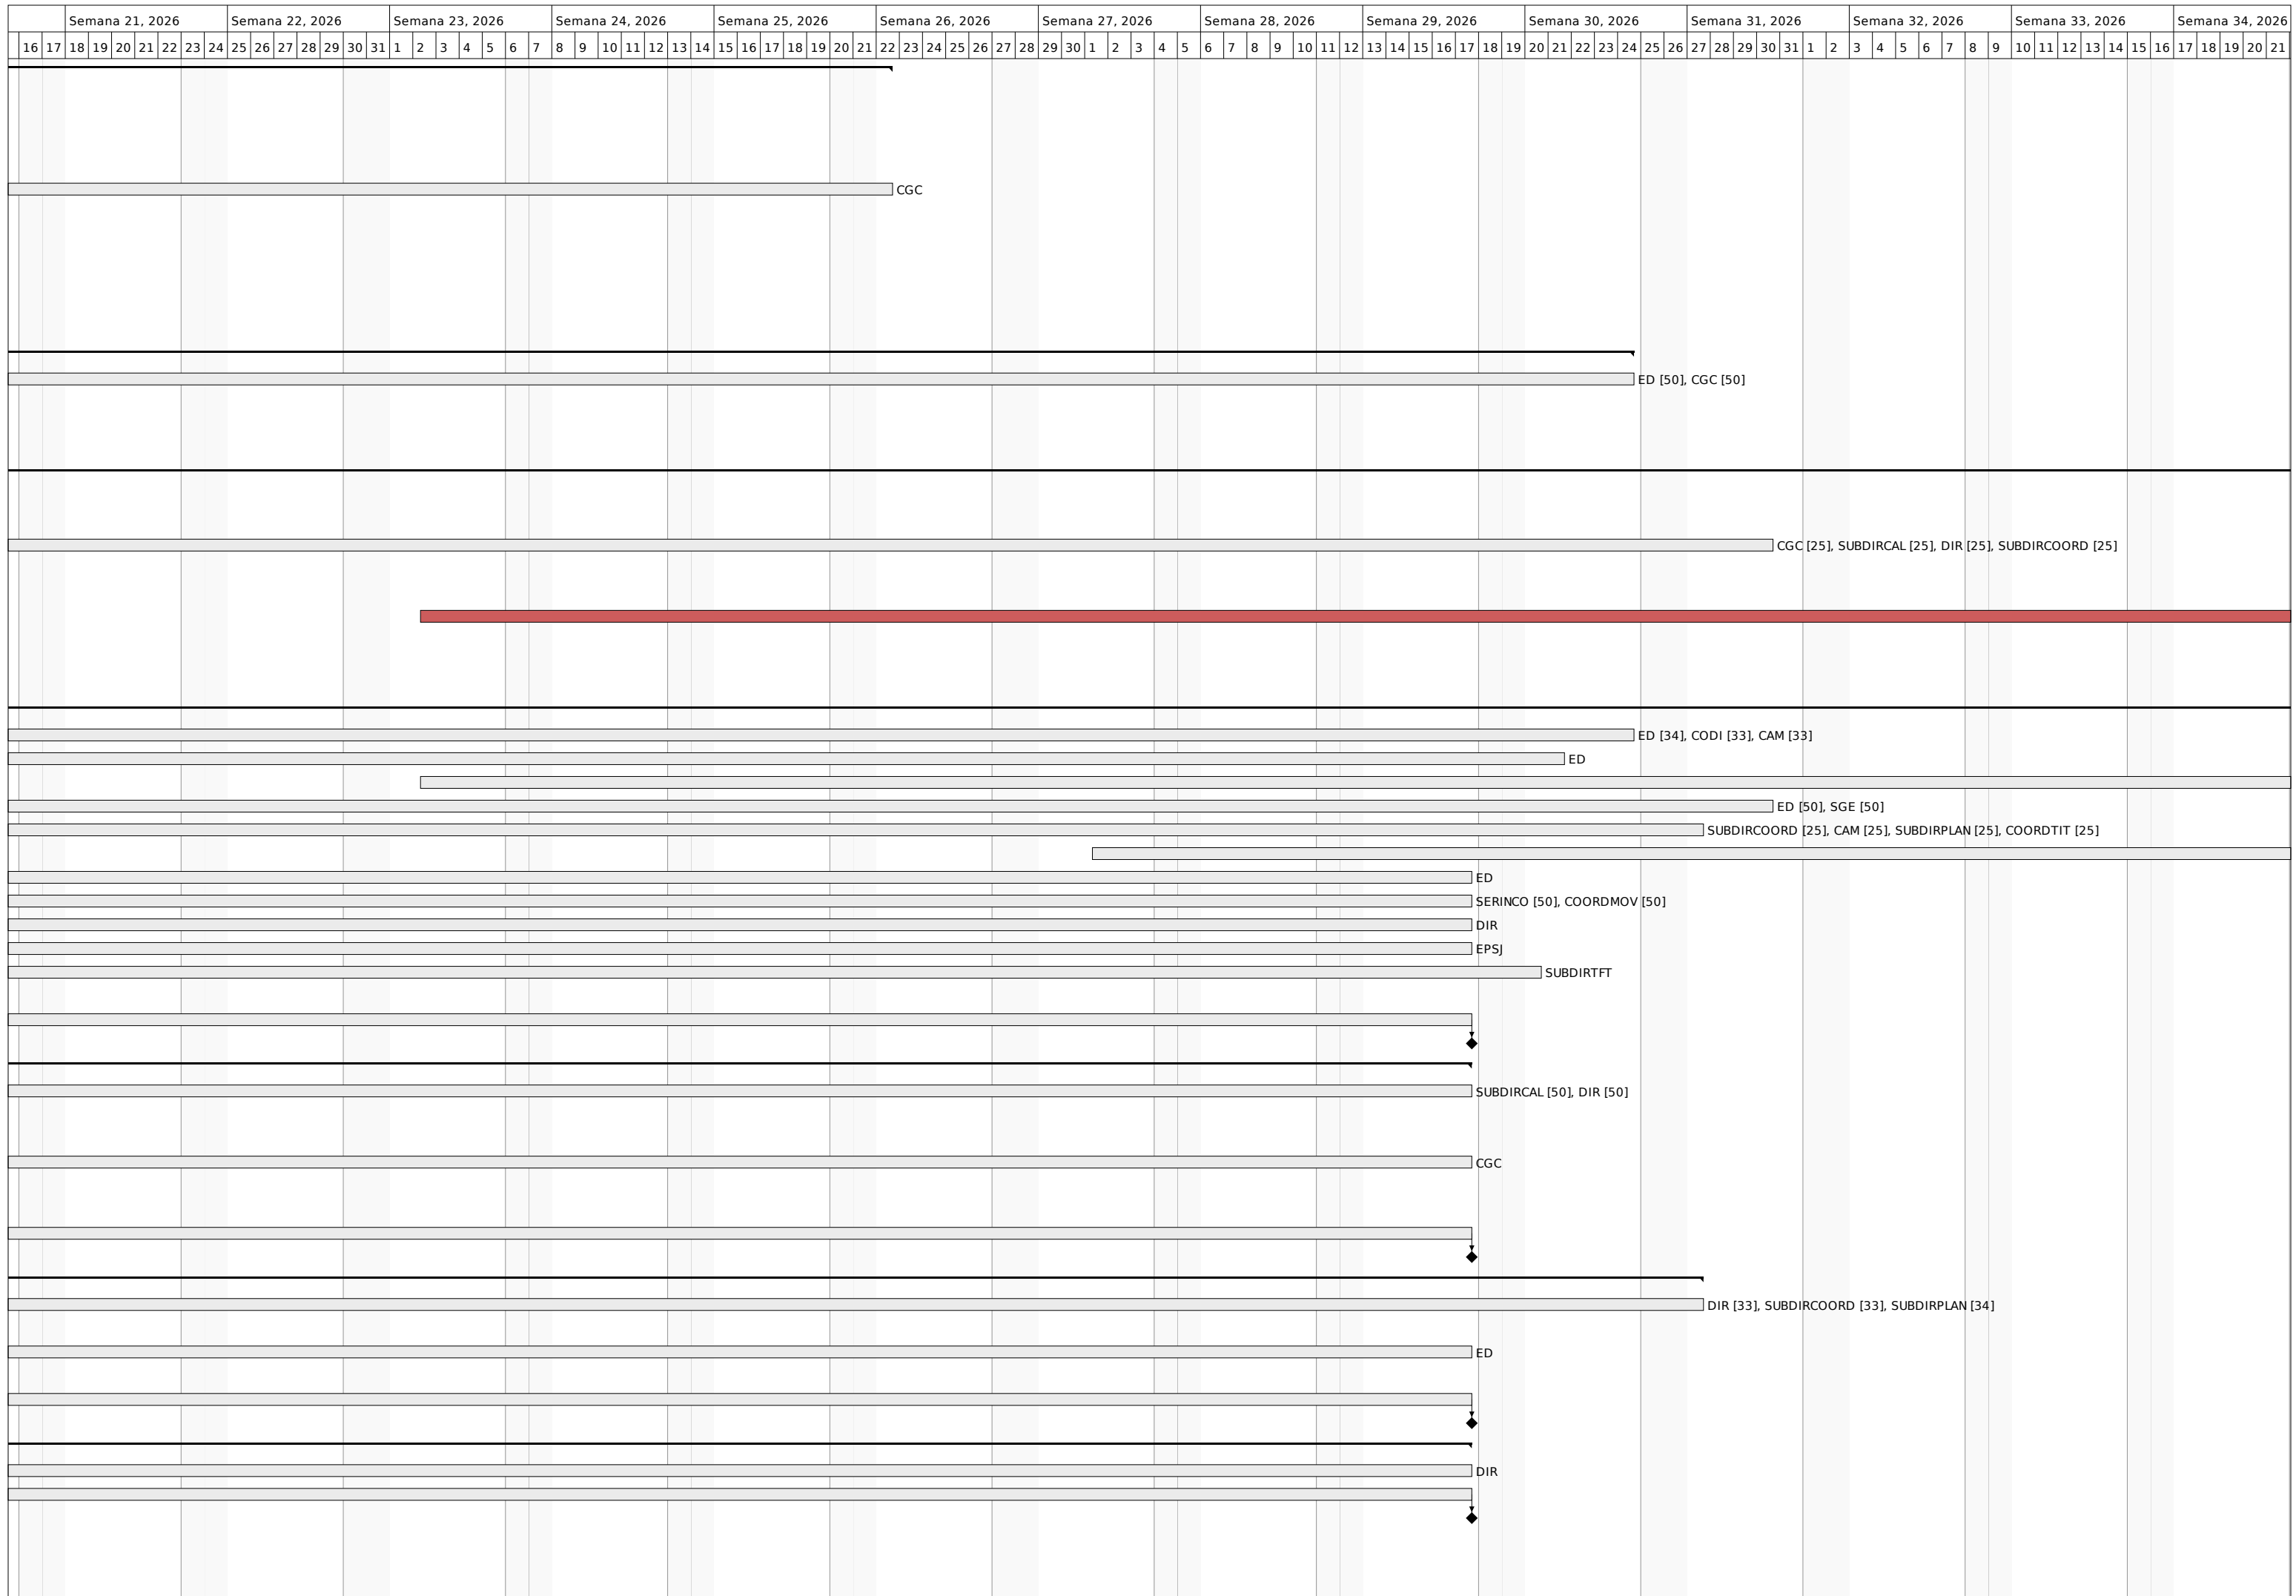 Semana 21, 2026 Semana 22, 2026 Semana 23, 2026 Semana 24, 2026 Semana 25, 2026 Semana 26, 2026 Semana 27, 2026 Semana 28, 2026 Semana 29, 2026 Semana 30, 2026 Semana 31, 2026 Semana 32, 2026 Semana 33, 2026 Semana 34, 2026
16 17 18 19 20 21 22 23 24 25 26 27 28 29 30 31 1 2 3 4 5 6 7 8 9 10 11 12 13 14 15 16 17 18 19 20 21 22 23 24 25 26 27 28 29 30 1 2 3 4 5 6 7 8 9 10 11 12 13 14 15 16 17 18 19 20 21 22 23 24 25 26 27 28 29 30 31 1 2 3 4 5 6 7 8 9 10 11 12 13 14 15 16 17 18 19 20 21
CGC
ED [50], CGC [50]
CGC [25], SUBDIRCAL [25], DIR [25], SUBDIRCOORD [25]
ED [34], CODI [33], CAM [33]
ED
ED [50], SGE [50]
SUBDIRCOORD [25], CAM [25], SUBDIRPLAN [25], COORDTIT [25]
ED
SERINCO [50], COORDMOV [50]
DIR
EPSJ
SUBDIRTFT
SUBDIRCAL [50], DIR [50]
CGC
DIR [33], SUBDIRCOORD [33], SUBDIRPLAN [34]
ED
DIR